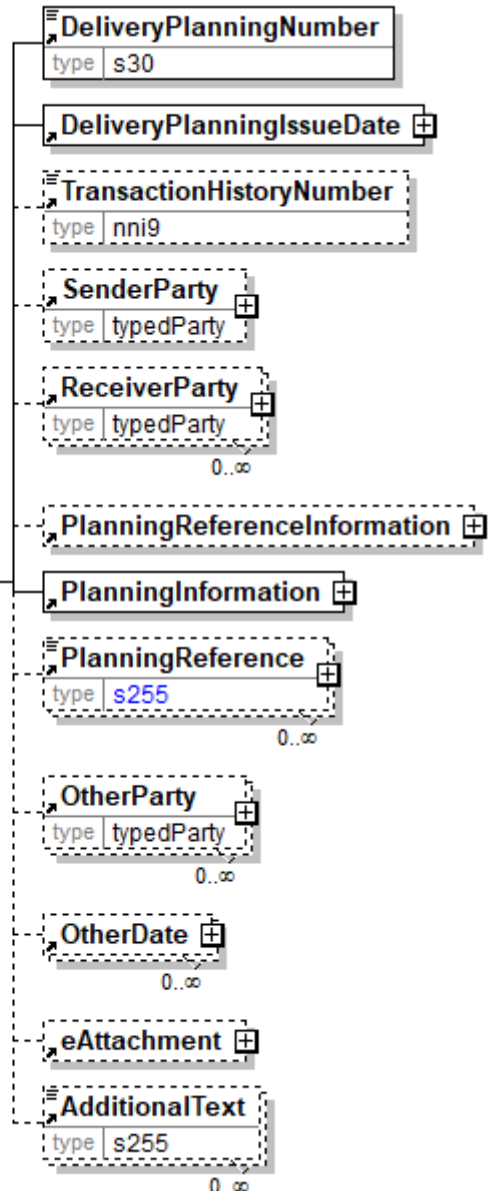 DeliveryPlanningNumber
type s30
DeliveryPlanningIssueDate
TransactionHistoryNumber
type nni9
SenderParty
type typedParty
ReceiverParty
type typedParty
0..∞
PlanningReferenceInformation
PlanningInformation
PlanningReference
type s255
0..∞
OtherParty
type typedParty
0..∞
OtherDate
0..∞
eAttachment
AdditionalText
type s255
0..∞